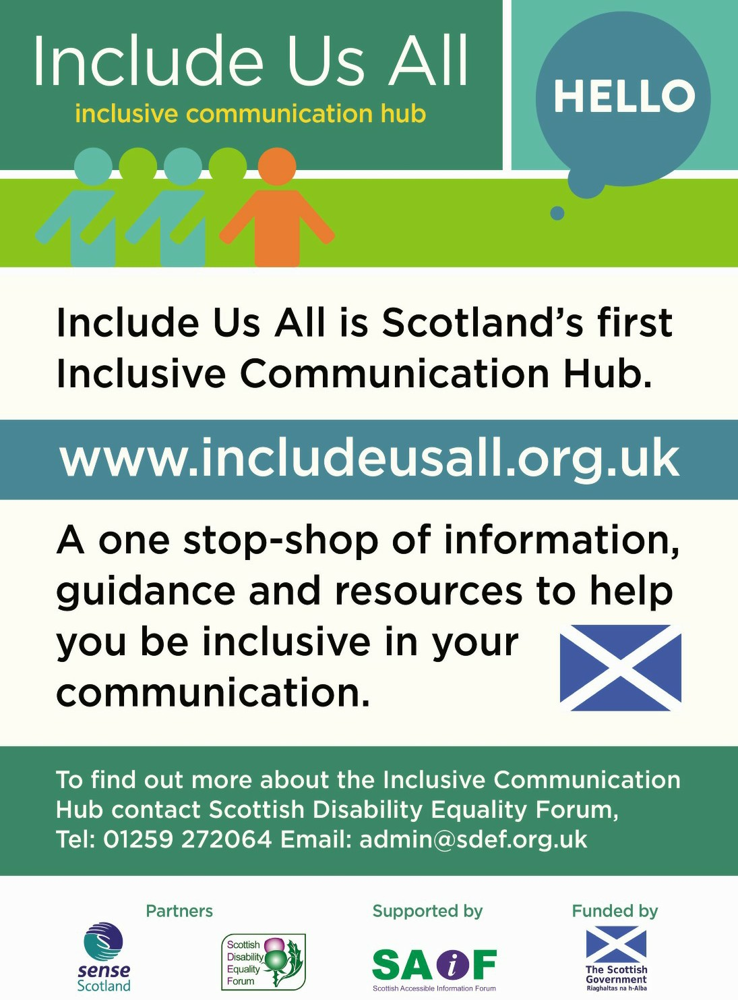 Include Us All
inclusive communication hub
HELLO
Include Us All is Scotland’s first
Inclusive Communication Hub.
www.includeusall.org.uk
A one stop-shop of information,
guidance and resources to help
you be inclusive in your
communication.
To find out more about the Inclusive Communication
Hub contact Scottish Disability Equality Forum,
Tel: 01259 272064 Email: admin@sdef.org.uk
Partners
sense
Scotland
Scottish
Disability
Equality
Forum
Supported by
SAiF
Scottish Accessible Information Forum
Funded by
The Scottish
Government
Riaghaltas na h-Alba